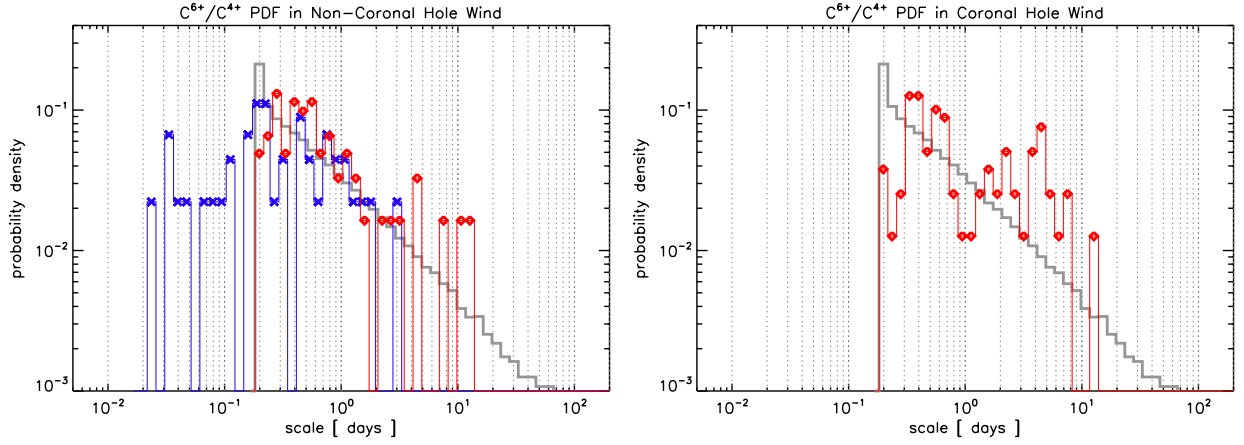 C⁶⁺/C⁴⁺ PDF in Non-Coronal Hole Wind
probability density
10⁻¹
10⁻²
10⁻³
10⁻² 10⁻¹ 10⁰ 10¹ 10²
scale [ days ]
C⁶⁺/C⁴⁺ PDF in Coronal Hole Wind
probability density
10⁻¹
10⁻²
10⁻³
10⁻² 10⁻¹ 10⁰ 10¹ 10²
scale [ days ]